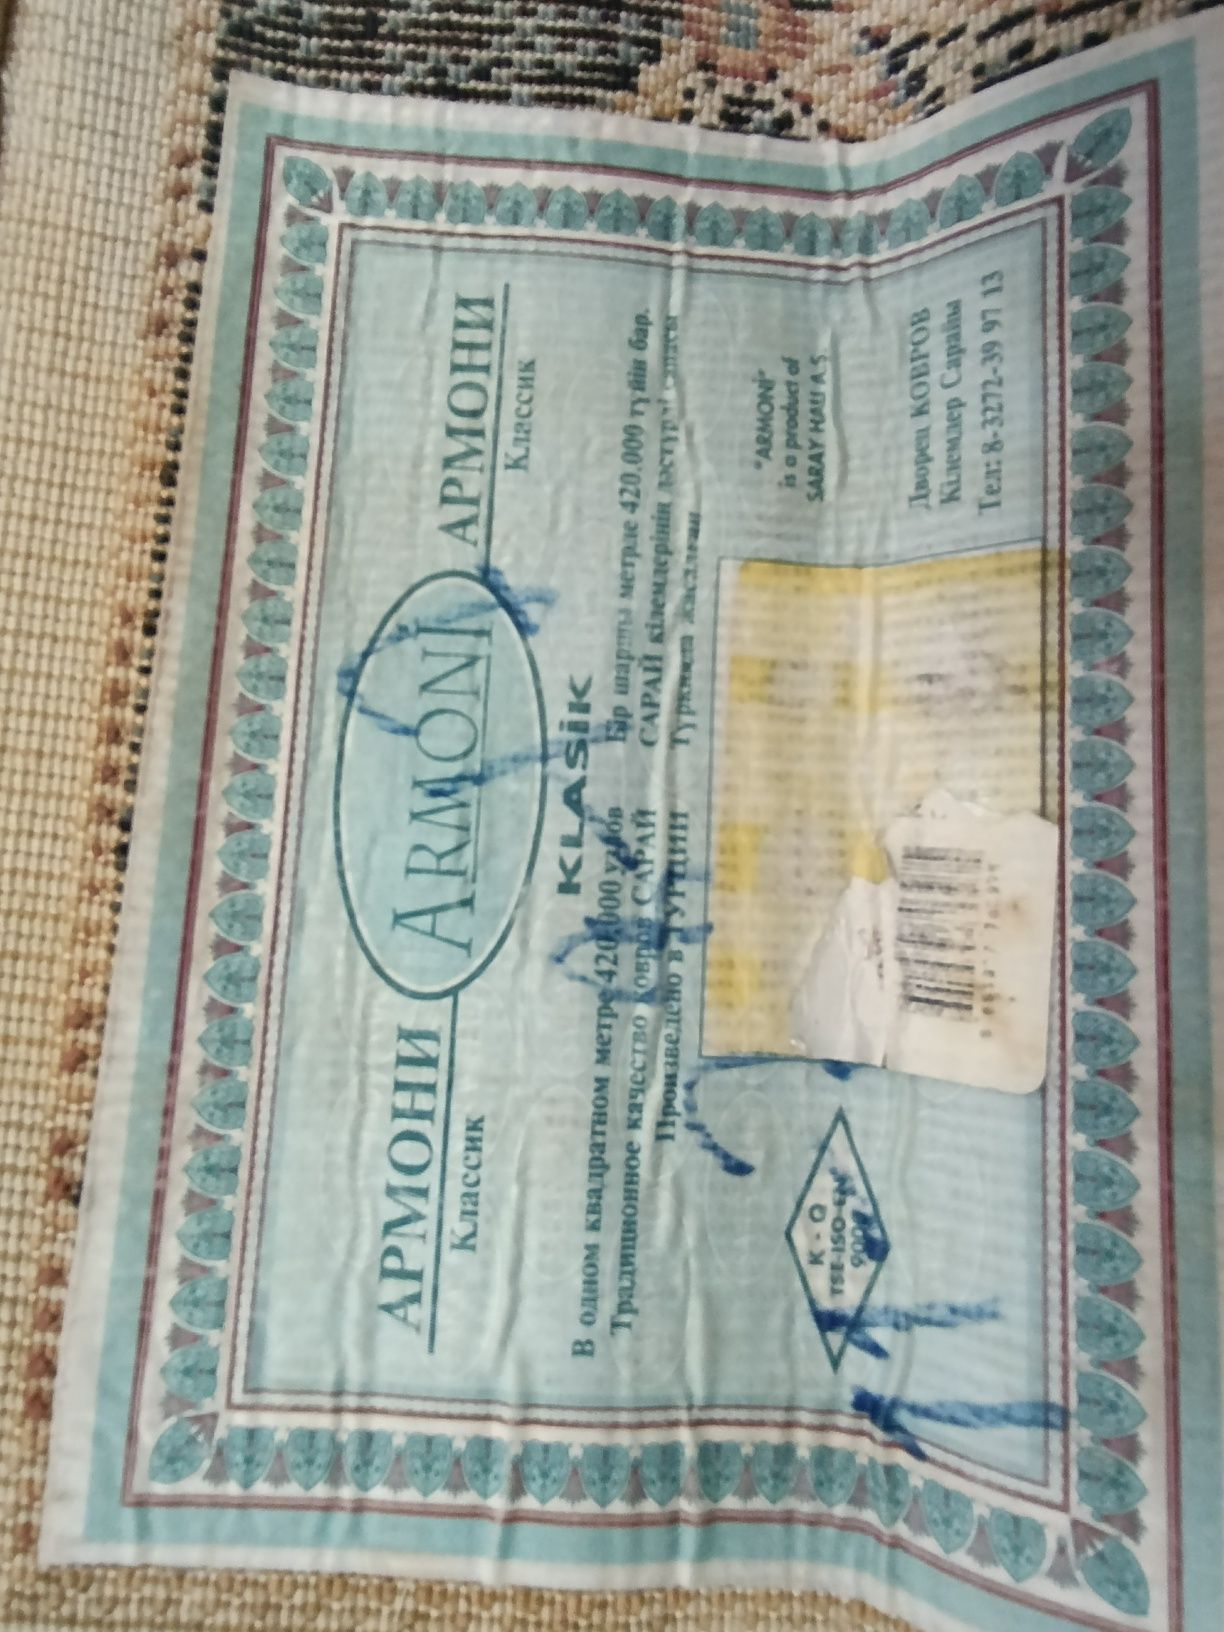 АРМОНИ
Классик
ARMONİ
KLASİK
АРМОНИ
Классик
В одном квадратном метре 420.000 узлов
Традиционное качество ковров САРАЙ
Произведено в ТУРЦИИ
Бір шаршы метрде 420.000 түйін бар.
САРАЙ кілемдерінің дәстүрлі
Түркияда жасалған
K - Q
TSE-ISO-EN
"ARMONİ"
is a product of
SARAY HALI A.S.
Дворец КОВРОВ
Кілемдер Сарайы
Тел: 8-3272-39 97 13